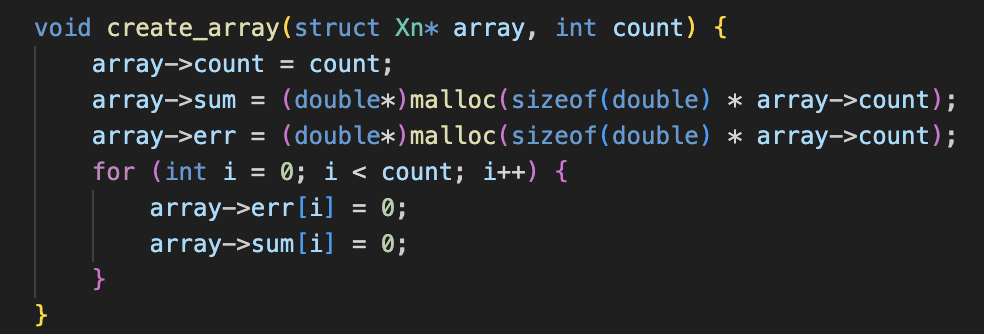 void create_array(struct Xn* array, int count) {
    array->count = count;
    array->sum = (double*)malloc(sizeof(double) * array->count);
    array->err = (double*)malloc(sizeof(double) * array->count);
    for (int i = 0; i < count; i++) {
        array->err[i] = 0;
        array->sum[i] = 0;
    }
}